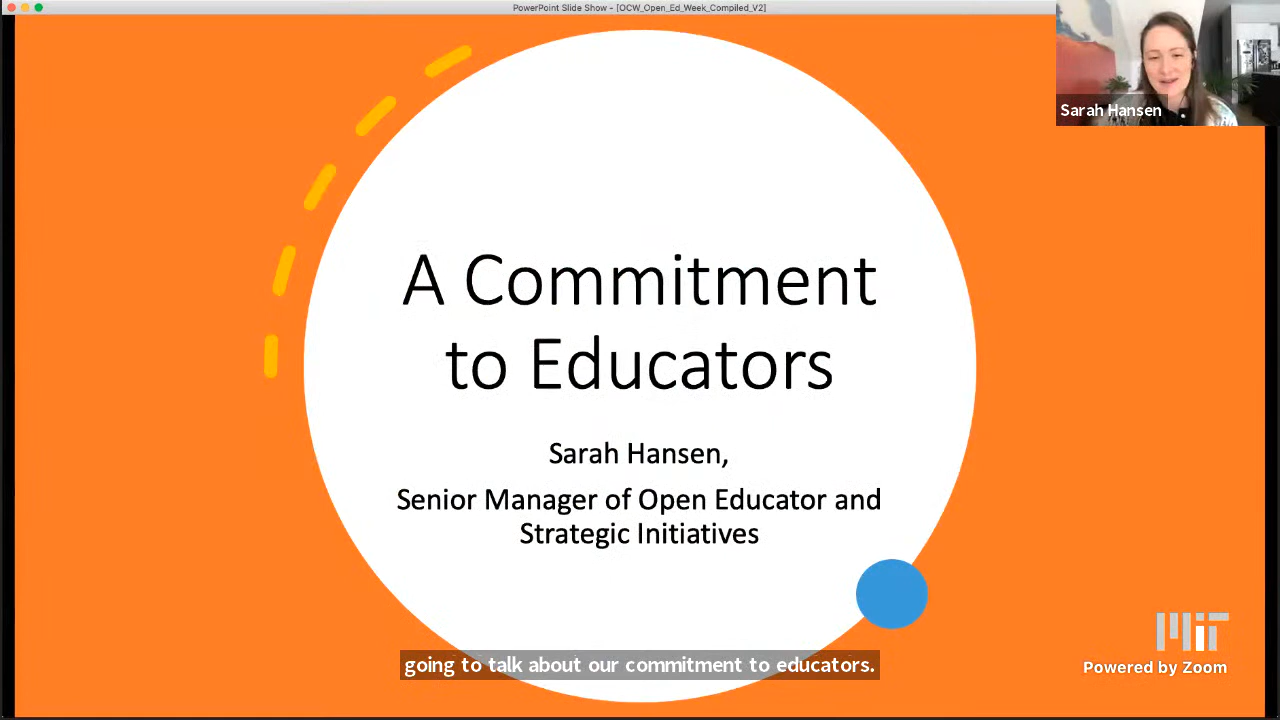 PowerPoint Slide Show - [OCW_Open_Ed_Week_Compiled_V2]
Sarah Hansen
A Commitment
to Educators
Sarah Hansen,
Senior Manager of Open Educator and
Strategic Initiatives
going to talk about our commitment to educators.
MIT
Powered by Zoom